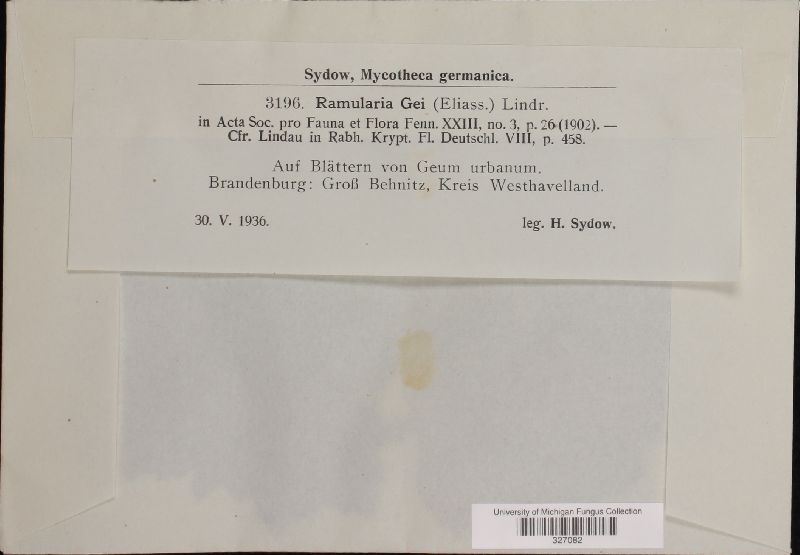 Sydow, Mycotheca germanica.
3196. Ramularia Gei (Eliass.) Lindr.
in Acta Soc. pro Fauna et Flora Fenn. XXIII, no. 3, p. 26 (1902). —
Cfr. Lindau in Rabh. Krypt. Fl. Deutschl. VIII, p. 458.
Auf Blättern von Geum urbanum.
Brandenburg: Groß Behnitz, Kreis Westhavelland.
30. V. 1936. leg. H. Sydow.
University of Michigan Fungus Collection
327082